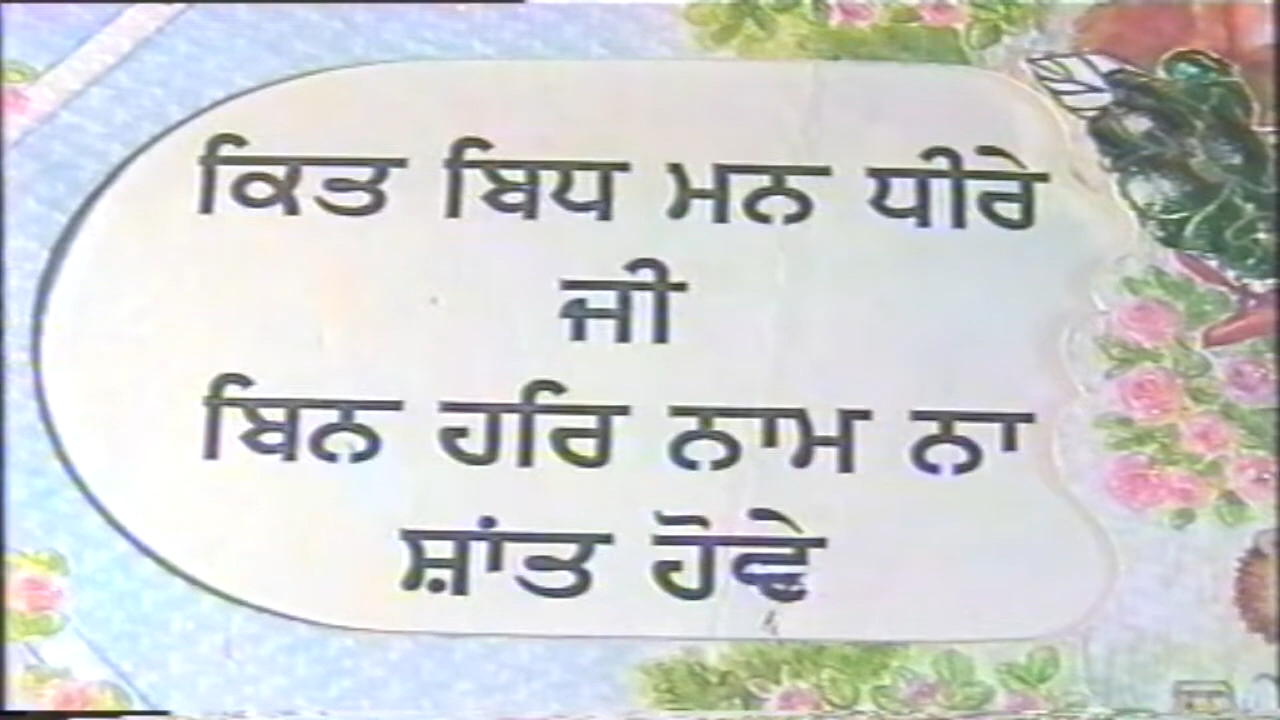 ਕਿਤ ਬਿਧ ਮਨ ਧੀਰੇ
ਜੀ
ਬਿਨ ਹਰਿ ਨਾਮ ਨਾ
ਸ਼ਾਂਤ ਹੋਵੇ